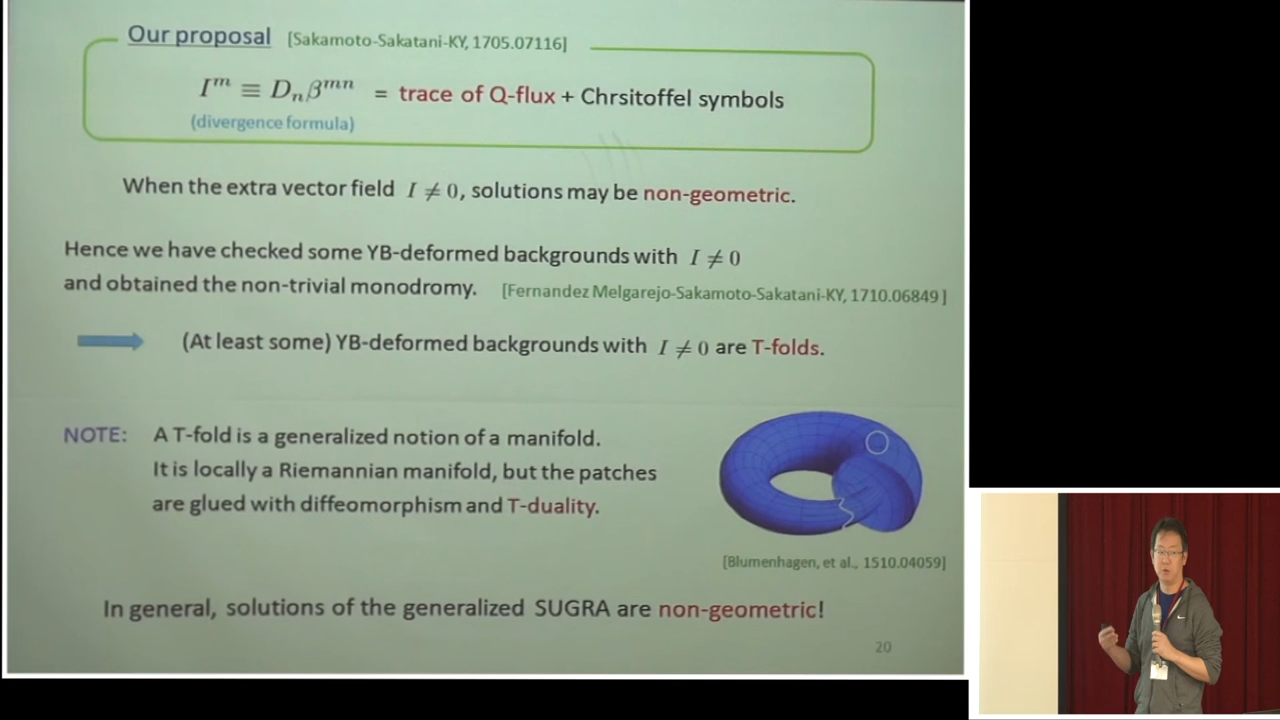 Our proposal [Sakamoto-Sakatani-KY, 1705.07116]
I^m ≡ D_n β^{mn} = trace of Q-flux + Chrsitoffel symbols
(divergence formula)
When the extra vector field I ≠ 0, solutions may be non-geometric.
Hence we have checked some YB-deformed backgrounds with I ≠ 0
and obtained the non-trivial monodromy. [Fernandez Melgarejo-Sakamoto-Sakatani-KY, 1710.06849]
(At least some) YB-deformed backgrounds with I ≠ 0 are T-folds.
NOTE: A T-fold is a generalized notion of a manifold.
It is locally a Riemannian manifold, but the patches
are glued with diffeomorphism and T-duality.
[Blumenhagen, et al., 1510.04059]
In general, solutions of the generalized SUGRA are non-geometric!
20